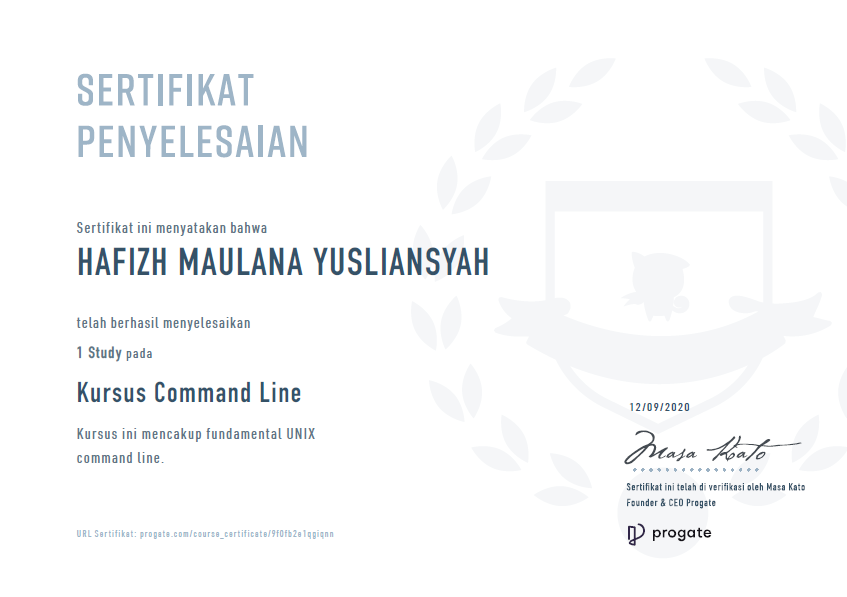 SERTIFIKAT
PENYELESAIAN
Sertifikat ini menyatakan bahwa
HAFIZH MAULANA YUSLIANSYAH
telah berhasil menyelesaikan
1 Study pada
Kursus Command Line
Kursus ini mencakup fundamental UNIX
command line.
12/09/2020
Masa Kato
Sertifikat ini telah di verifikasi oleh Masa Kato
Founder & CEO Progate
progate
URL Sertifikat: progate.com/course_certificate/9f0fb2e1qgiqnn